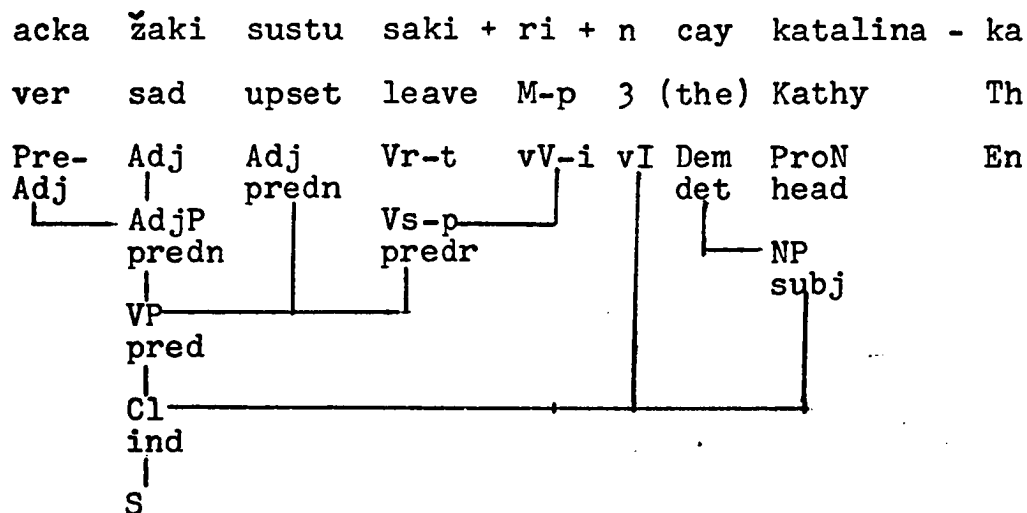 acka žaki sustu saki + ri + n cay katalina - ka
ver sad upset leave M-p 3 (the) Kathy Th
Pre- Adj Adj Vr-t vV-i vI Dem ProN En
Adj predn det head
AdjP Vs-p NP
predn predr subj
VP
pred
Cl
ind
S